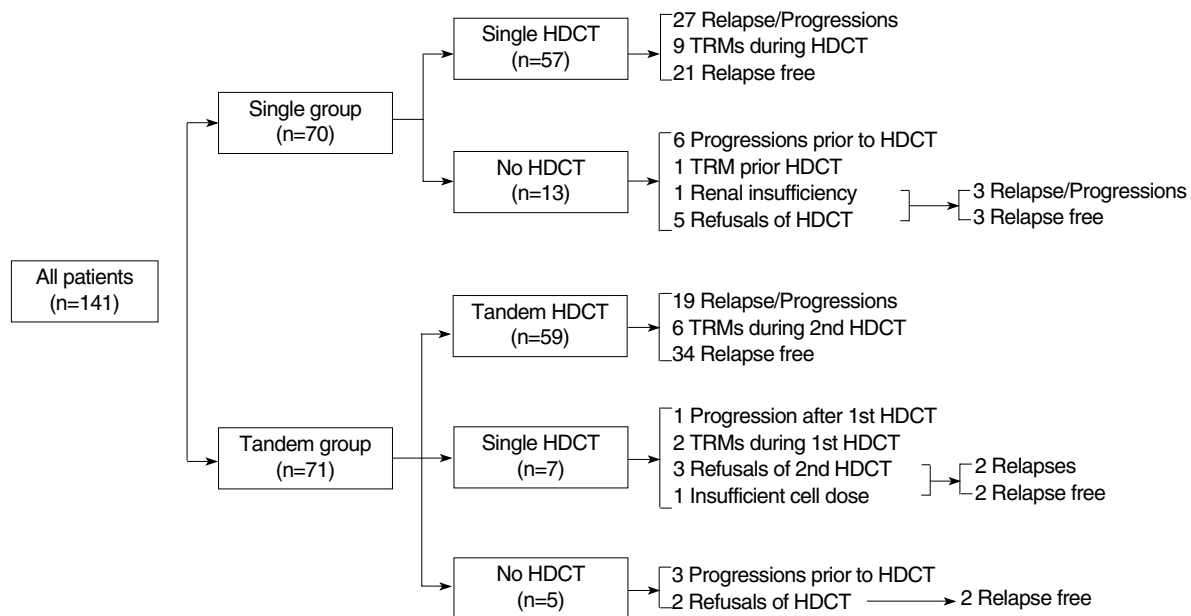 All patients
(n=141)
Single group
(n=70)
Single HDCT
(n=57)
27 Relapse/Progressions
9 TRMs during HDCT
21 Relapse free
No HDCT
(n=13)
6 Progressions prior to HDCT
1 TRM prior HDCT
1 Renal insufficiency
5 Refusals of HDCT
3 Relapse/Progressions
3 Relapse free
Tandem group
(n=71)
Tandem HDCT
(n=59)
19 Relapse/Progressions
6 TRMs during 2nd HDCT
34 Relapse free
Single HDCT
(n=7)
1 Progression after 1st HDCT
2 TRMs during 1st HDCT
3 Refusals of 2nd HDCT
1 Insufficient cell dose
2 Relapses
2 Relapse free
No HDCT
(n=5)
3 Progressions prior to HDCT
2 Refusals of HDCT
2 Relapse free